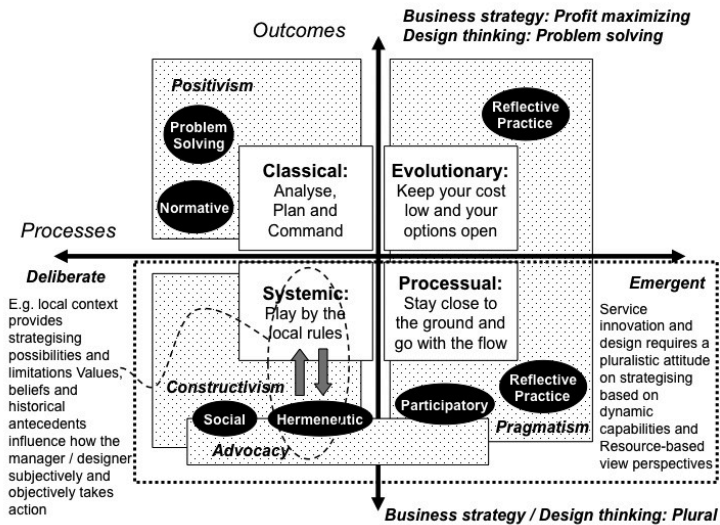 Outcomes
Business strategy: Profit maximizing
Design thinking: Problem solving
Positivism
Problem
Solving
Normative
Reflective
Practice
Classical:
Analyse,
Plan and
Command
Evolutionary:
Keep your cost
low and your
options open
Processes
Deliberate
E.g. local context
provides
strategising
possibilities and
limitations Values,
beliefs and
historical
antecedents
influence how the
manager / designer
subjectively and
objectively takes
action
Systemic:
Play by the
local rules
Processual:
Stay close to
the ground and
go with the flow
Emergent
Service
innovation and
design requires a
pluralistic attitude
on strategising
based on
dynamic
capabilities and
Resource-based
view perspectives
Constructivism
Social
Hermeneutic
Participatory
Reflective
Practice
Pragmatism
Advocacy
Business strategy / Design thinking: Plural